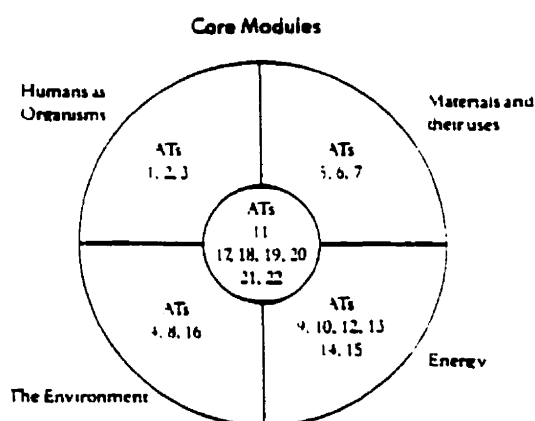 Core Modules
Humans as
Organisms
Materials and
their uses
ATs
1, 2, 3
ATs
5, 6, 7
ATs
11
17, 18, 19, 20
21, 22
ATs
4, 8, 16
ATs
9, 10, 12, 13
14, 15
Energy
The Environment